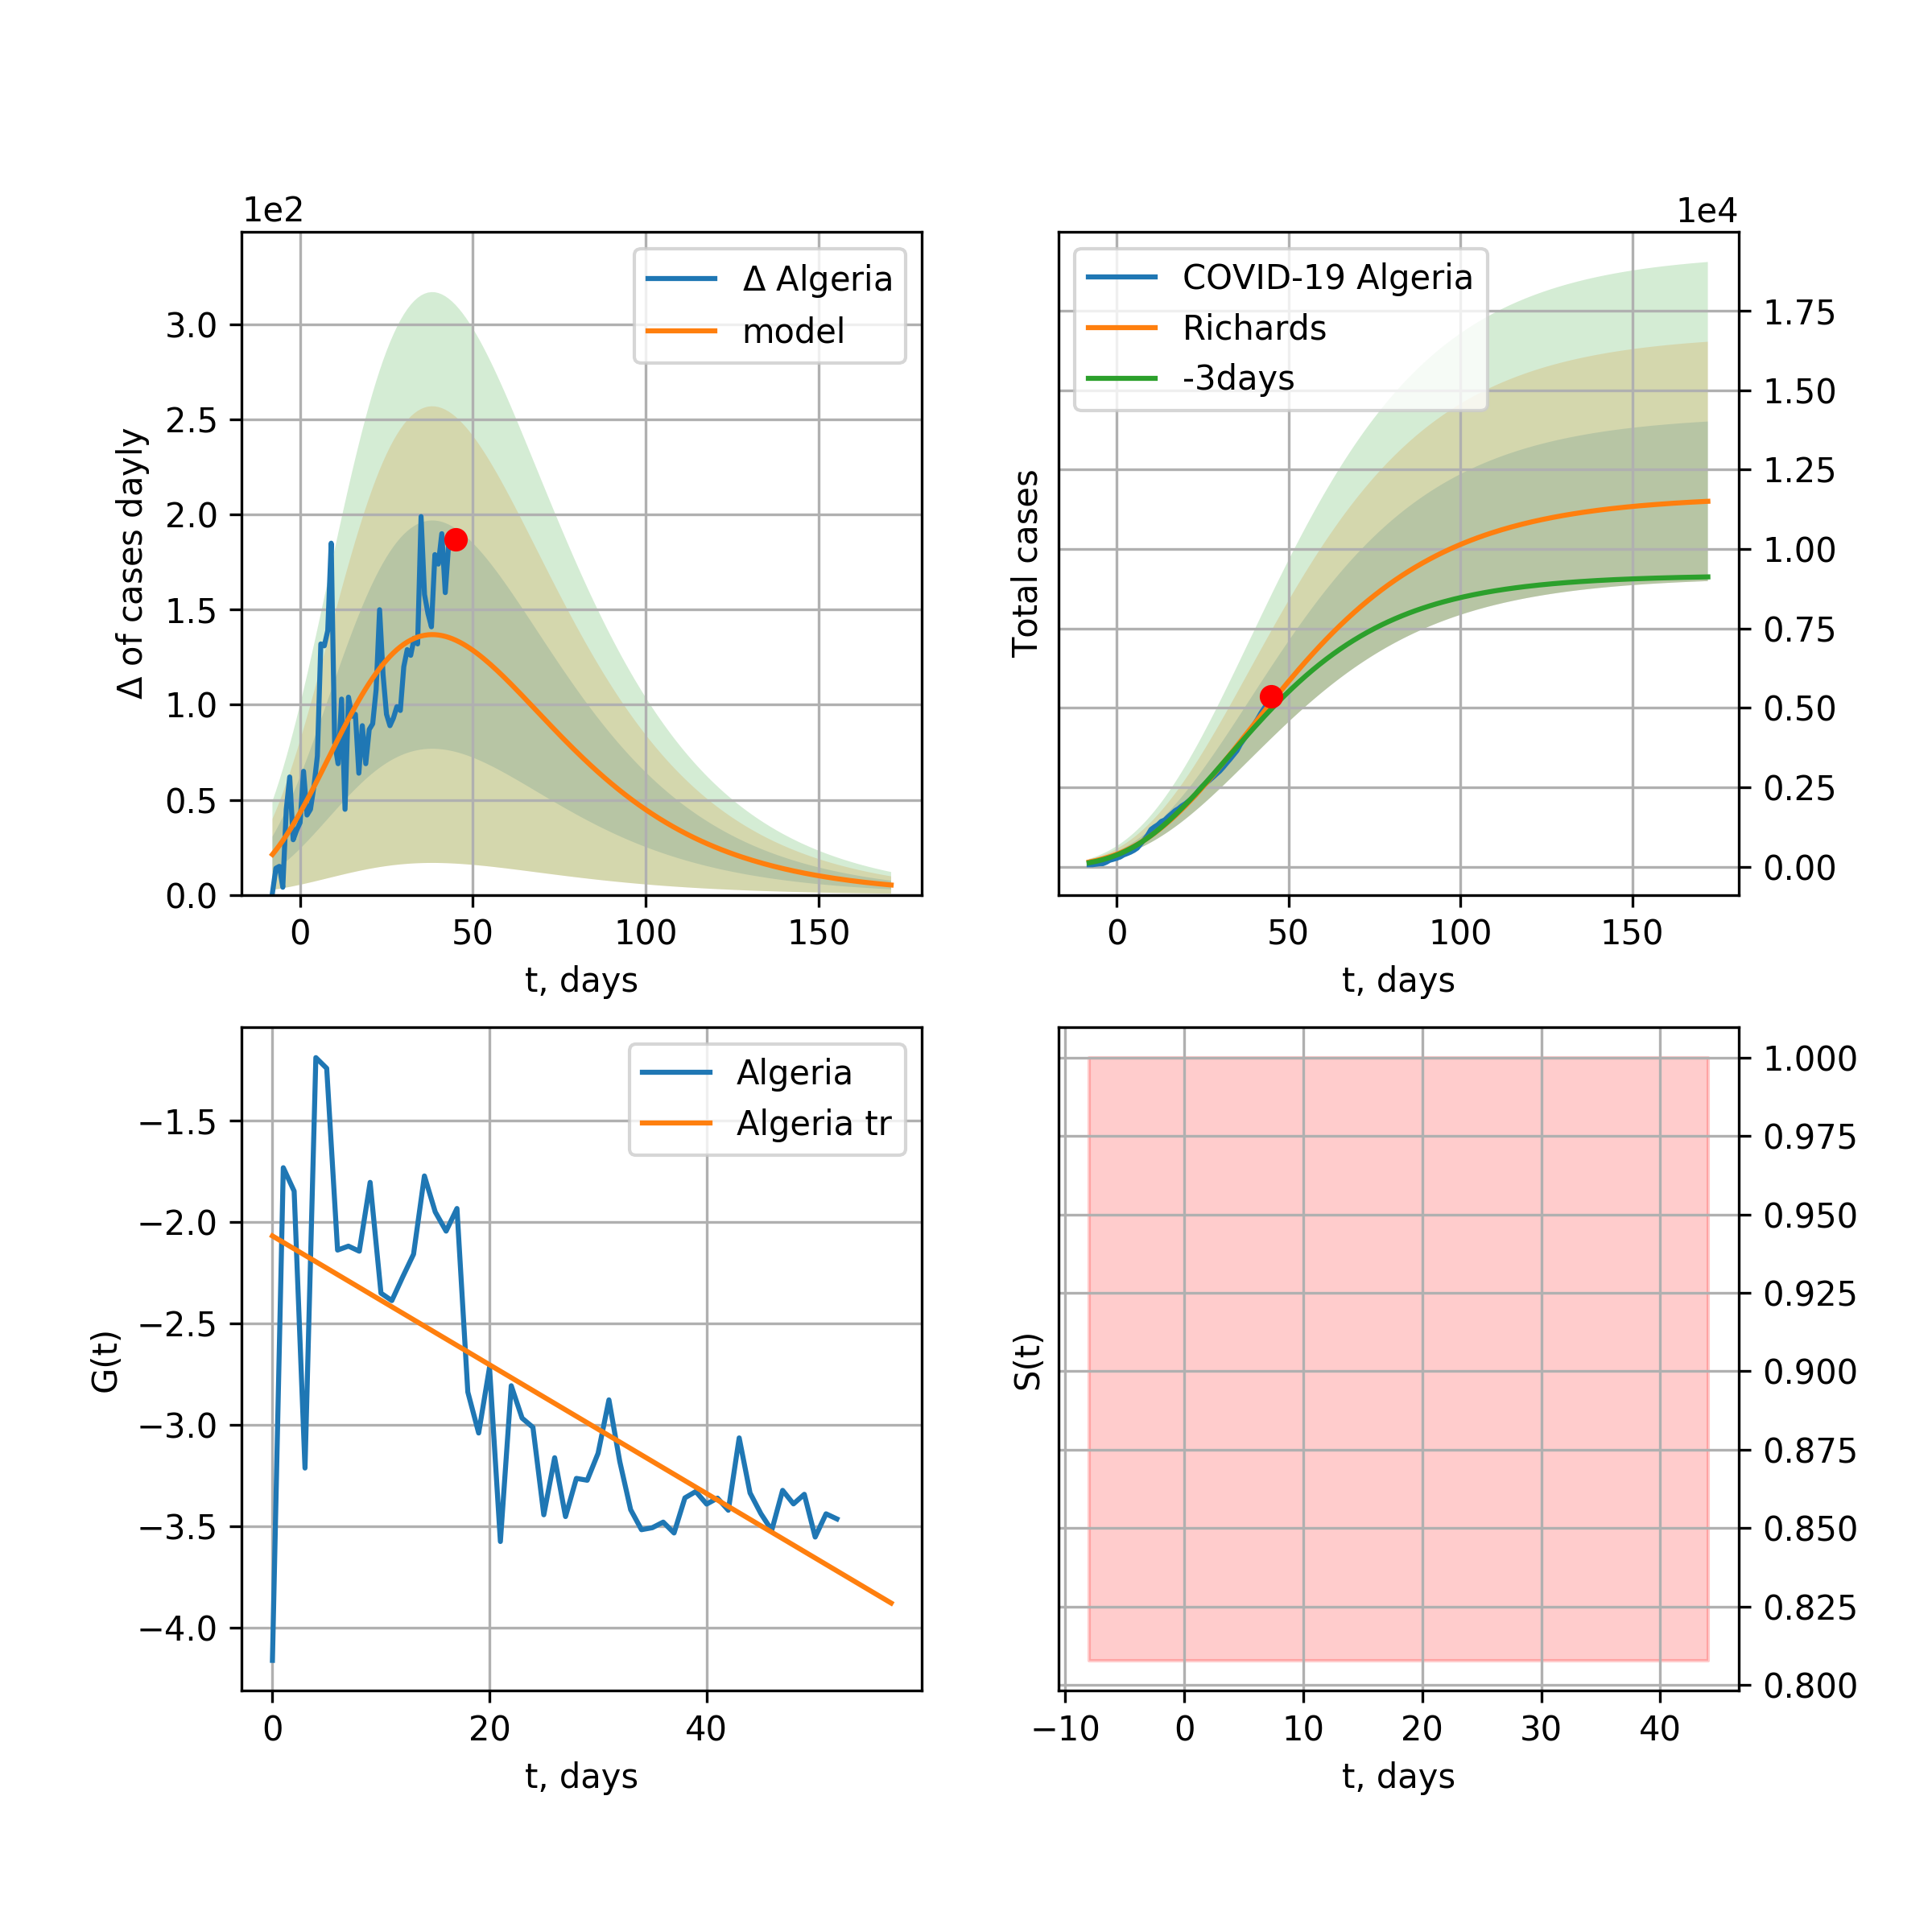 1e2
Δ Algeria
model
3.0
2.5
2.0
1.5
1.0
0.5
0.0
Δ of cases dayly
0
50
100
150
t, days
1e4
COVID-19 Algeria
Richards
-3days
Total cases
1.75
1.50
1.25
1.00
0.75
0.50
0.25
0.00
0
50
100
150
t, days
Algeria
Algeria tr
−1.5
−2.0
−2.5
−3.0
−3.5
−4.0
G(t)
0
20
40
t, days
S(t)
1.000
0.975
0.950
0.925
0.900
0.875
0.850
0.825
0.800
−10
0
10
20
30
40
t, days